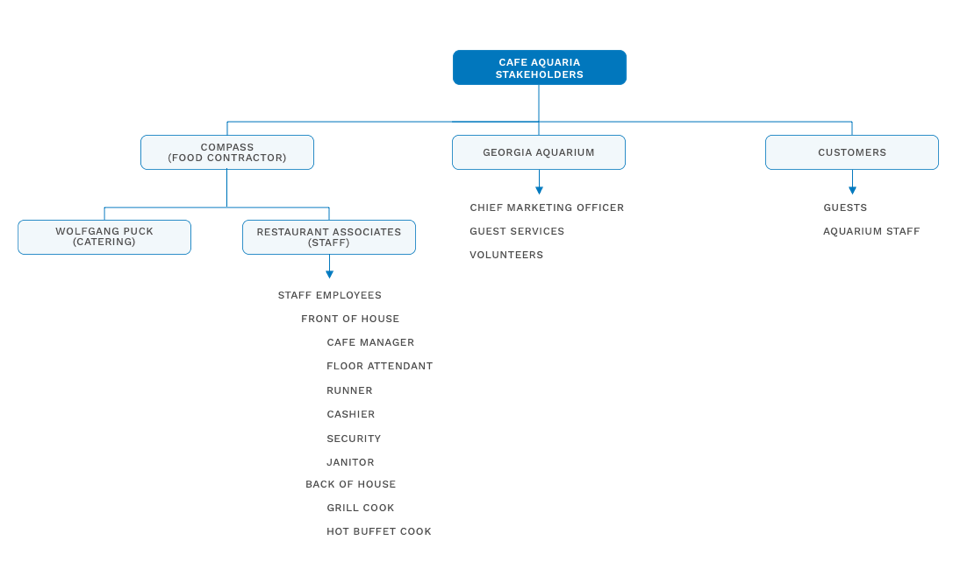 CAFE AQUARIA
STAKEHOLDERS
COMPASS
(FOOD CONTRACTOR)
GEORGIA AQUARIUM
CUSTOMERS
WOLFGANG PUCK
(CATERING)
RESTAURANT ASSOCIATES
(STAFF)
CHIEF MARKETING OFFICER
GUEST SERVICES
VOLUNTEERS
GUESTS
AQUARIUM STAFF
STAFF EMPLOYEES
FRONT OF HOUSE
CAFE MANAGER
FLOOR ATTENDANT
RUNNER
CASHIER
SECURITY
JANITOR
BACK OF HOUSE
GRILL COOK
HOT BUFFET COOK